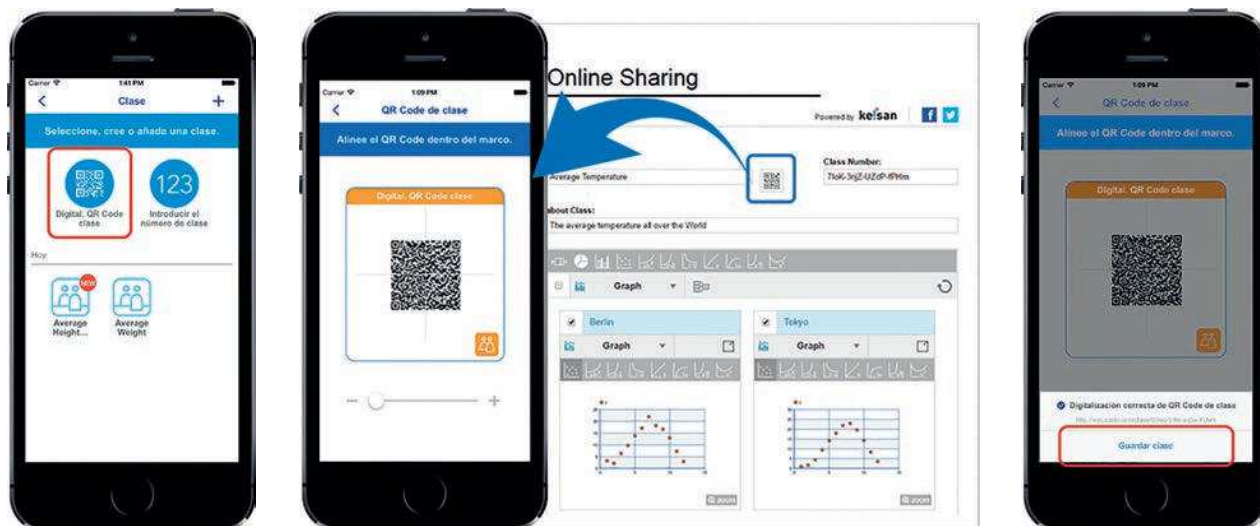 Carrier 1:41 PM
Clase
Seleccione, cree o añada una clase.
Digital. QR Code
clase
123
Introducir el
número de clase
Hoy
NEW
Average
Height...
Average
Weight
Carrier 1:09 PM
QR Code de clase
Alinee el QR Code dentro del marco.
Digital. QR Code clase
Online Sharing
Powered by keisan
Class Number:
Average Temperature
about Class:
The average temperature all over the World
Graph
Berlin
Tokyo
Graph
Graph
zoom
zoom
Carrier 1:09 PM
QR Code de clase
Alinee el QR Code dentro del marco.
Digital. QR Code clase
Digitalización correcta de QR Code de clase
Guardar clase